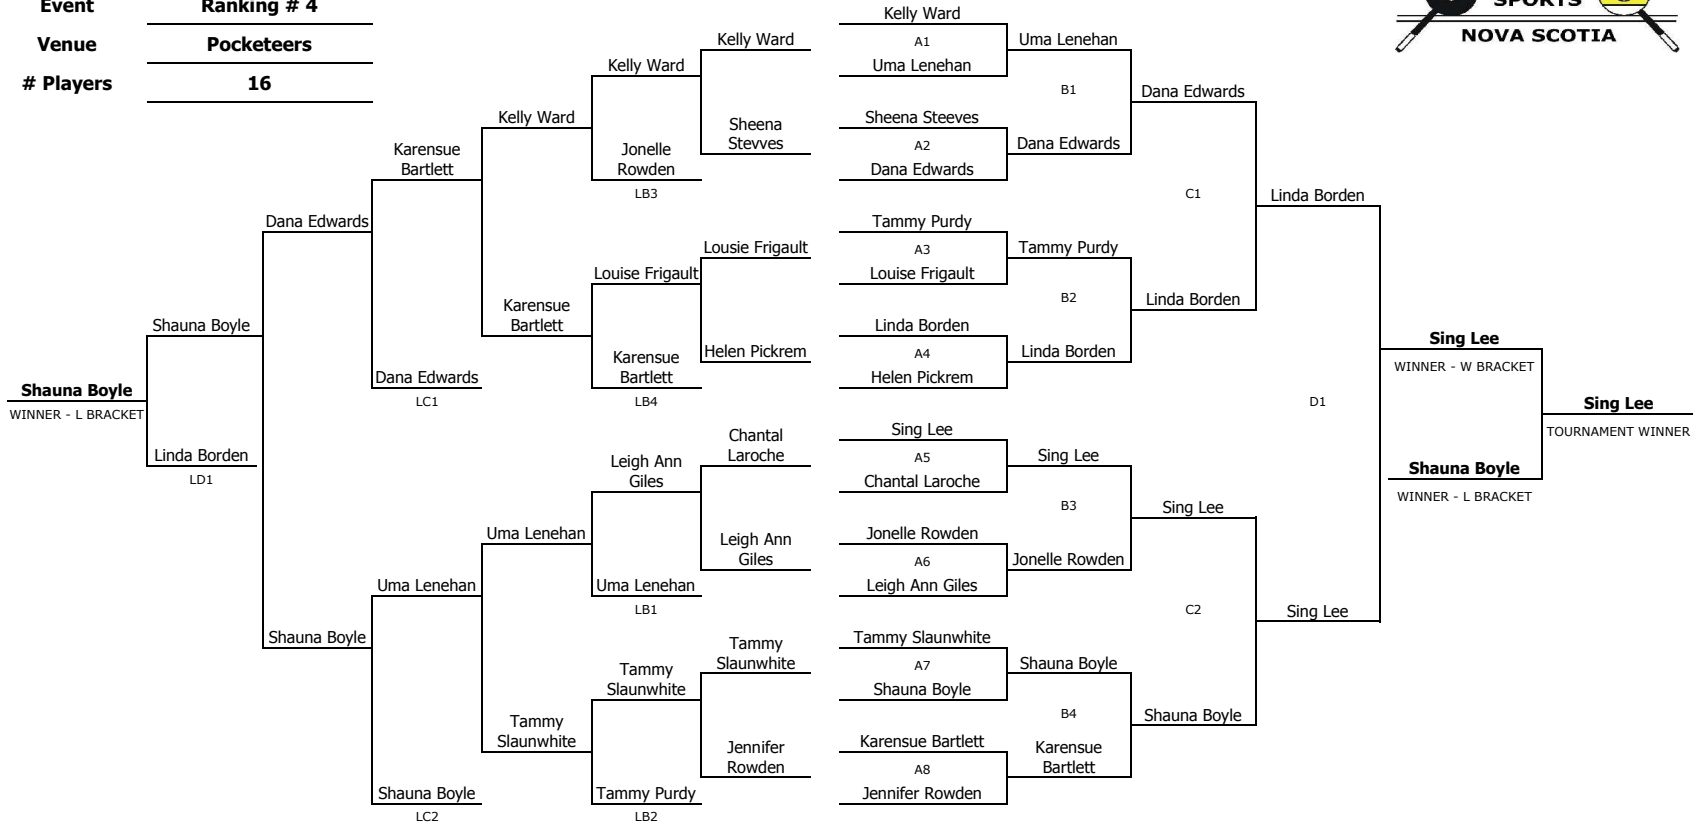 Event Ranking # 4
Venue Pocketeers
# Players 16
SPORTS
NOVA SCOTIA
Kelly Ward
A1
Uma Lenehan
Sheena Steeves
A2
Dana Edwards
Tammy Purdy
A3
Louise Frigault
Linda Borden
A4
Helen Pickrem
Sing Lee
A5
Chantal Laroche
Jonelle Rowden
A6
Leigh Ann Giles
Tammy Slaunwhite
A7
Shauna Boyle
Karensue Bartlett
A8
Jennifer Rowden
Uma Lenehan
B1
Dana Edwards
Tammy Purdy
B2
Linda Borden
Sing Lee
B3
Jonelle Rowden
Shauna Boyle
B4
Karensue
Bartlett
Dana Edwards
C1
Linda Borden
Sing Lee
C2
Shauna Boyle
Linda Borden
D1
Sing Lee
Sing Lee
WINNER - W BRACKET
Shauna Boyle
WINNER - L BRACKET
Sing Lee
TOURNAMENT WINNER
Kelly Ward
Sheena
Stevves
Lousie Frigault
Helen Pickrem
Chantal
Laroche
Leigh Ann
Giles
Tammy
Slaunwhite
Jennifer
Rowden
Kelly Ward
Jonelle
Rowden
LB3
Louise Frigault
Karensue
Bartlett
LB4
Leigh Ann
Giles
Uma Lenehan
LB1
Tammy
Slaunwhite
Tammy Purdy
LB2
Kelly Ward
Karensue
Bartlett
Uma Lenehan
Tammy
Slaunwhite
Karensue
Bartlett
Dana Edwards
LC1
Uma Lenehan
Shauna Boyle
LC2
Dana Edwards
Shauna Boyle
Shauna Boyle
Linda Borden
LD1
Shauna Boyle
WINNER - L BRACKET